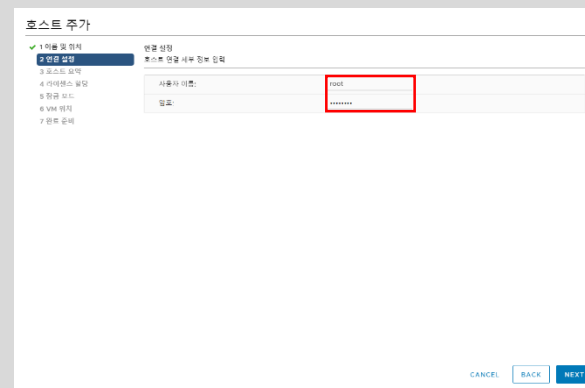 호스트 추가
1 이름 및 위치
2 연결 설정
3 호스트 요약
4 라이센스 할당
5 잠금 모드
6 VM 위치
7 완료 준비
연결 설정
호스트 연결 세부 정보 입력
사용자 이름:
root
암호:
••••••••
CANCEL
BACK
NEXT